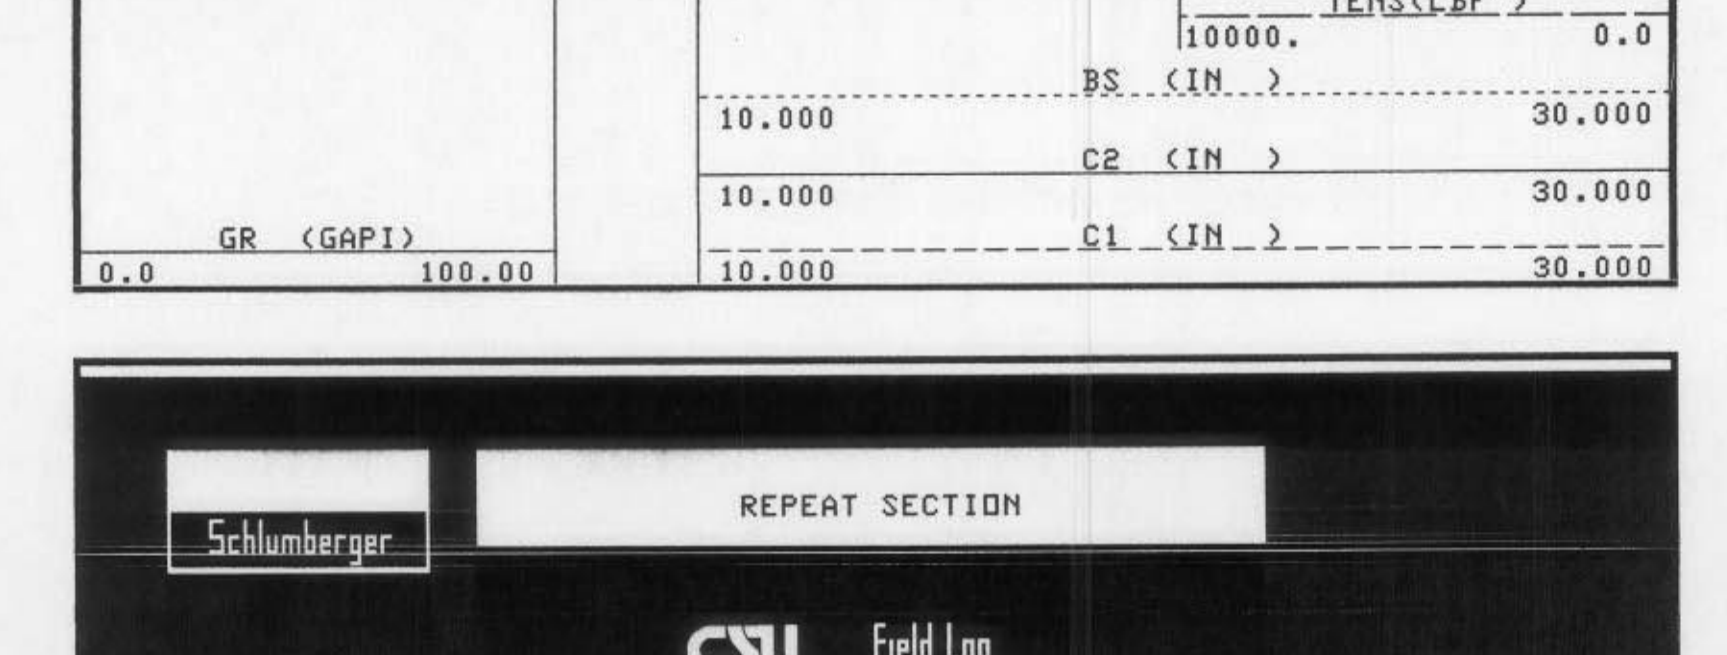 TENS(LBF )
10000. 0.0
BS (IN )
10.000 30.000
C2 (IN )
10.000 30.000
GR (GAPI) C1 (IN )
0.0 100.00 10.000 30.000
REPEAT SECTION
Schlumberger
CSU Field Log